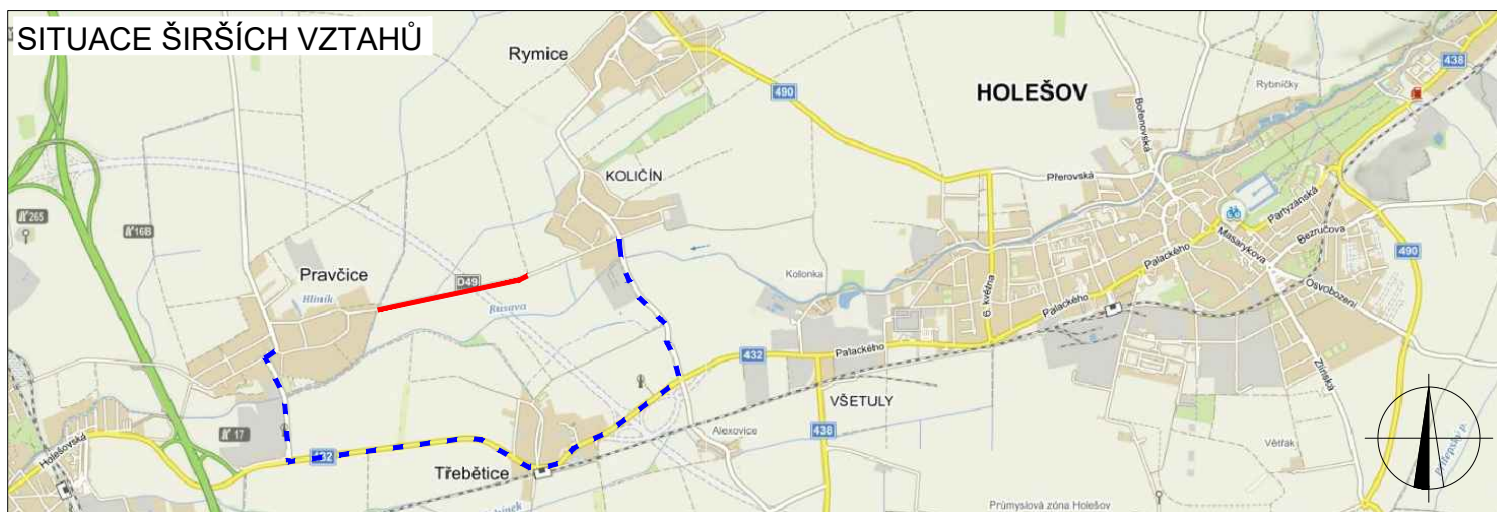 SITUACE ŠIRŠÍCH VZTAHŮ
Rymice
490
HOLEŠOV
Rybníčky
438
Bořenovská
KOLIČÍN
Přerovská
Partyzánská
265
16B
Masarykova
Bezručova
490
Pravčice
Hliník
D49
Rusava
Kolonka
6. května
Palackého
Palackého
Osvobození
432
Palackého
Zlínská
VŠETULY
Holešovská
17
432
Třebětice
Alexovice
438
Větřák
Průmyslová zóna Holešov